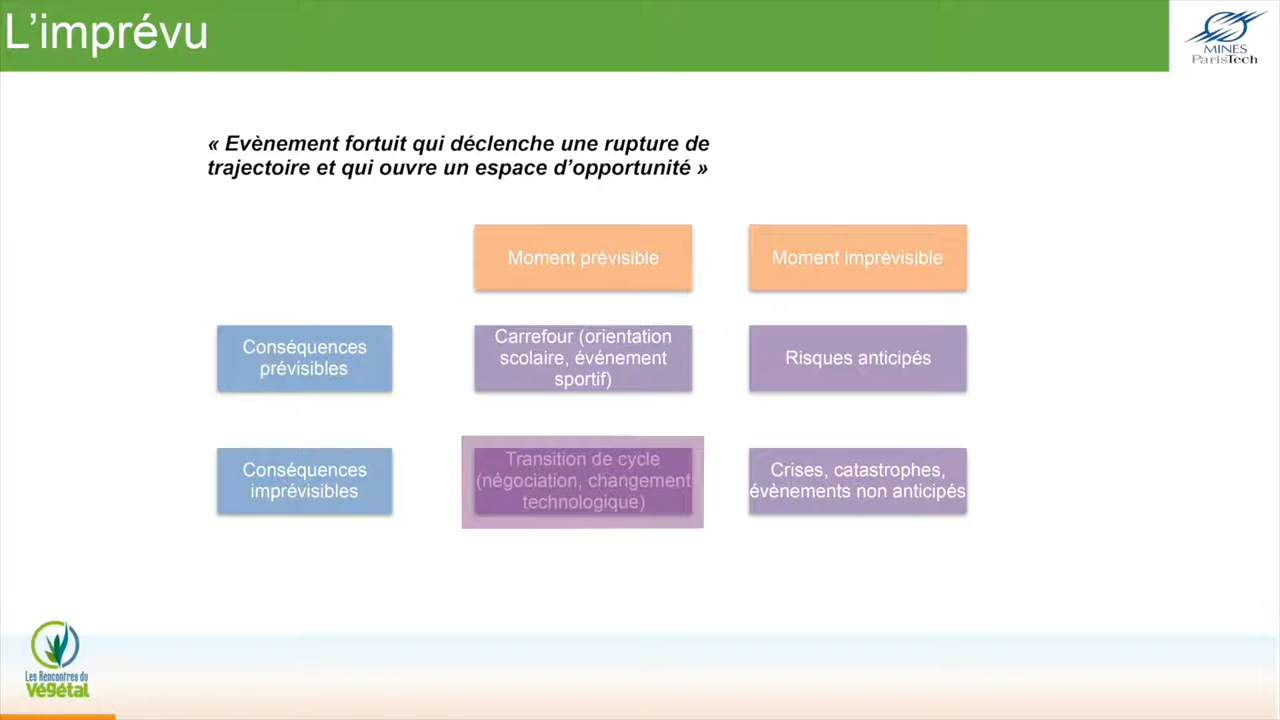 L'imprévu
MINES
ParisTech
« Evènement fortuit qui déclenche une rupture de
trajectoire et qui ouvre un espace d'opportunité »
Moment prévisible
Moment imprévisible
Conséquences
prévisibles
Carrefour (orientation
scolaire, événement
sportif)
Risques anticipés
Conséquences
imprévisibles
Transition de cycle
(négociation, changement
technologique)
Crises, catastrophes,
évènements non anticipés
Les Rencontres du
Végétal